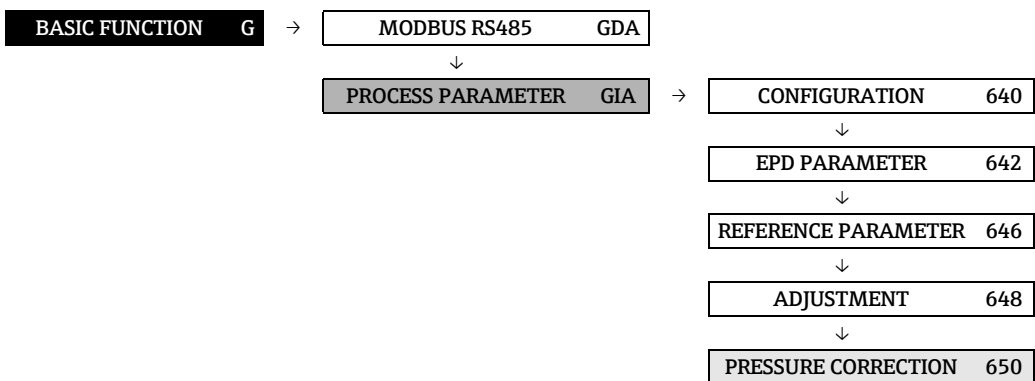 BASIC FUNCTION G → MODBUS RS485 GDA
↓
PROCESS PARAMETER GIA → CONFIGURATION 640
↓
EPD PARAMETER 642
↓
REFERENCE PARAMETER 646
↓
ADJUSTMENT 648
↓
PRESSURE CORRECTION 650